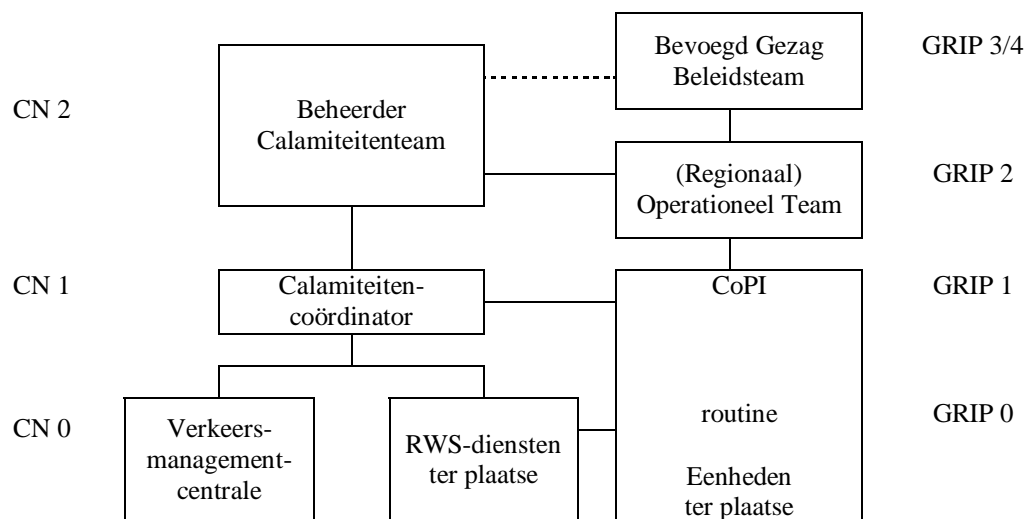 Bevoegd Gezag
Beleidsteam
GRIP 3/4
CN 2
Beheerder
Calamiteitenteam
(Regionaal)
Operationeel Team
GRIP 2
CN 1
Calamiteiten-
coördinator
CoPI
GRIP 1
CN 0
Verkeers-
management-
centrale
RWS-diensten
ter plaatse
routine
Eenheden
ter plaatse
GRIP 0